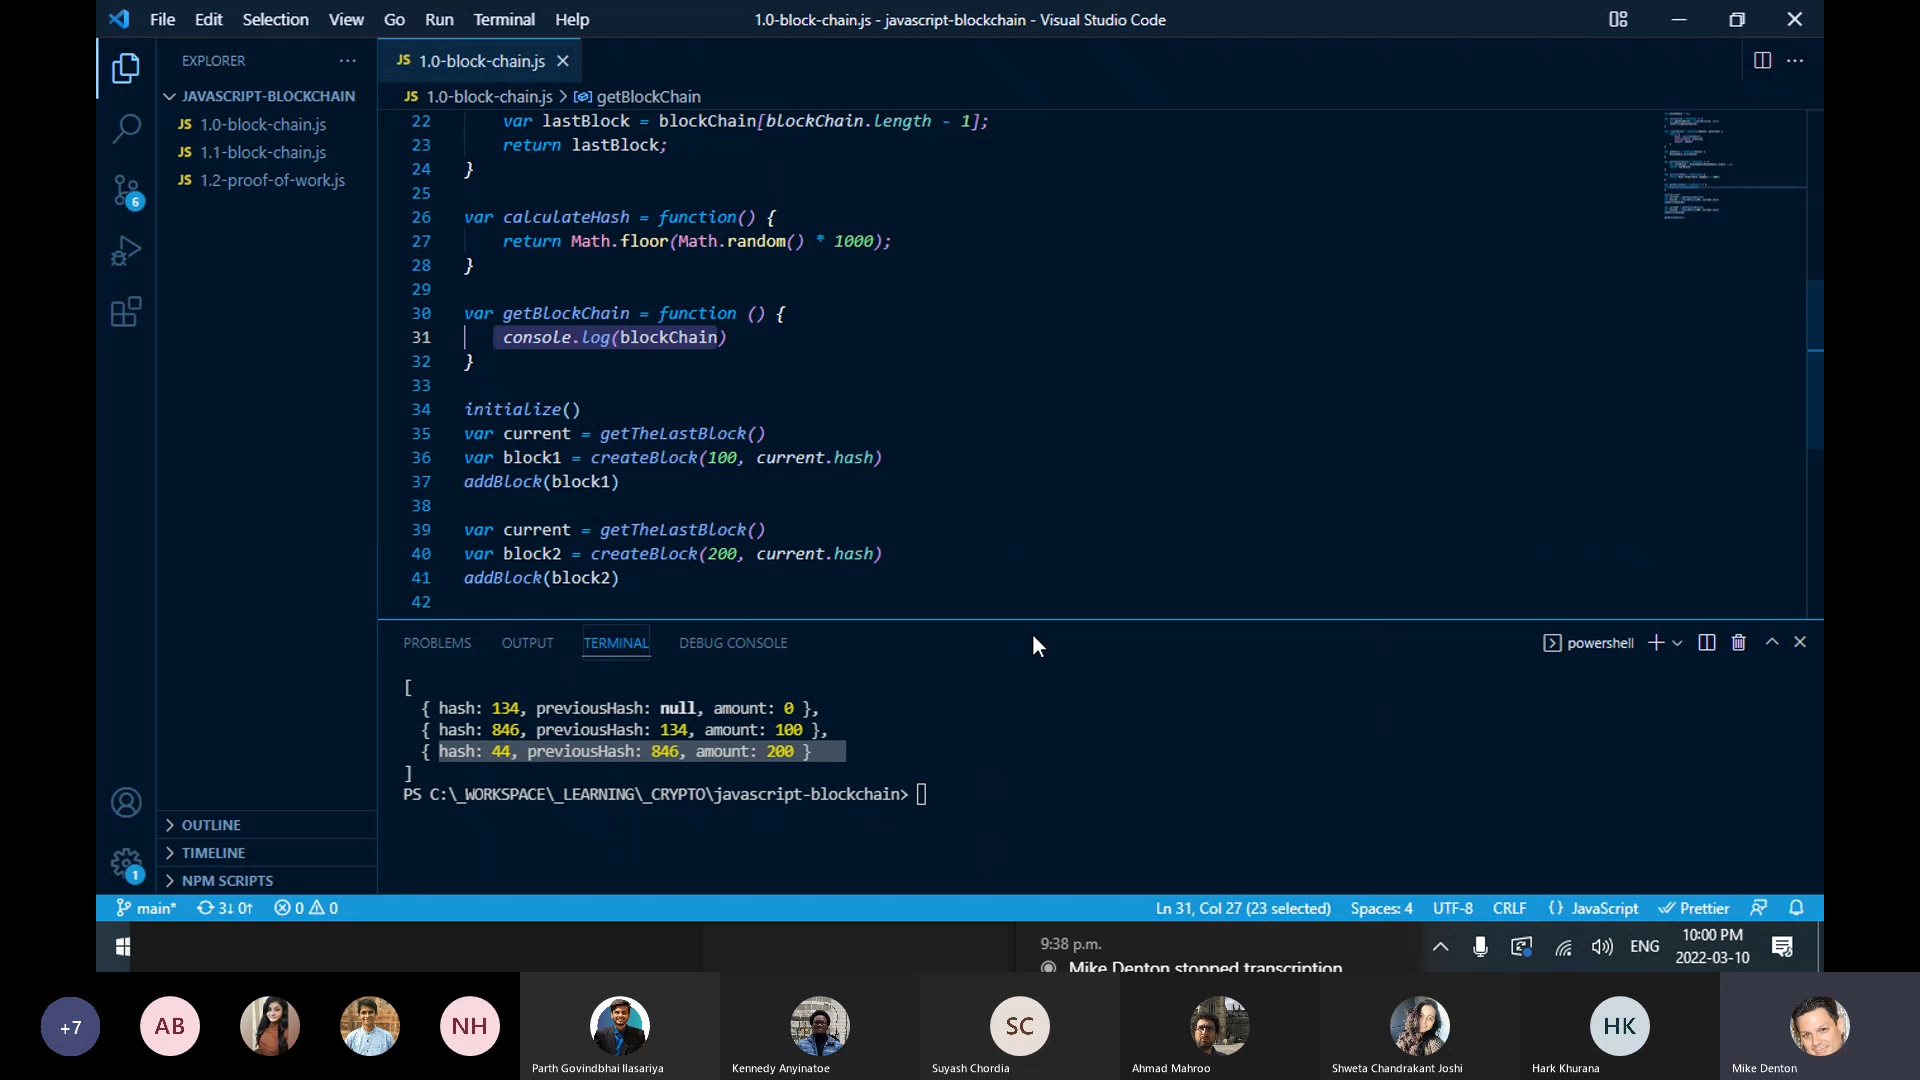 File Edit Selection View Go Run Terminal Help
1.0-block-chain.js - javascript-blockchain - Visual Studio Code
EXPLORER
JAVASCRIPT-BLOCKCHAIN
JS 1.0-block-chain.js
JS 1.1-block-chain.js
JS 1.2-proof-of-work.js
6
OUTLINE
TIMELINE
NPM SCRIPTS
1
JS 1.0-block-chain.js
JS 1.0-block-chain.js > getBlockChain
22 var lastBlock = blockChain[blockChain.length - 1];
23 return lastBlock;
24 }
25
26 var calculateHash = function() {
27 return Math.floor(Math.random() * 1000);
28 }
29
30 var getBlockChain = function () {
31 console.log(blockChain)
32 }
33
34 initialize()
35 var current = getTheLastBlock()
36 var block1 = createBlock(100, current.hash)
37 addBlock(block1)
38
39 var current = getTheLastBlock()
40 var block2 = createBlock(200, current.hash)
41 addBlock(block2)
42
PROBLEMS OUTPUT TERMINAL DEBUG CONSOLE
powershell
[
{ hash: 134, previousHash: null, amount: 0 },
{ hash: 846, previousHash: 134, amount: 100 },
{ hash: 44, previousHash: 846, amount: 200 }
]
PS C:\_WORKSPACE\_LEARNING\_CRYPTO\javascript-blockchain>
main* 3↓ 0↑ 0 0
Ln 31, Col 27 (23 selected) Spaces: 4 UTF-8 CRLF {} JavaScript Prettier
9:38 p.m.
Mike Denton stopped transcription
ENG
10:00 PM
2022-03-10
+7
AB
NH
SC
HK
Parth Govindbhai Ilasariya
Kennedy Anyinatoe
Suyash Chordia
Ahmad Mahroo
Shweta Chandrakant Joshi
Hark Khurana
Mike Denton